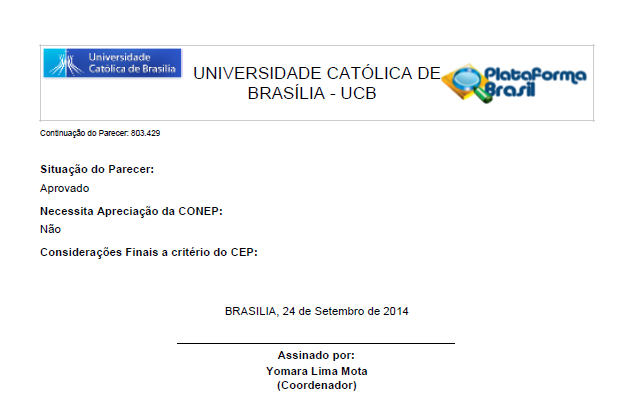 Universidade
Católica de Brasília
UNIVERSIDADE CATÓLICA DE
BRASÍLIA - UCB
Plataforma
Brasil
Continuação do Parecer: 803.429
Situação do Parecer:
Aprovado
Necessita Apreciação da CONEP:
Não
Considerações Finais a critério do CEP:
BRASILIA, 24 de Setembro de 2014
Assinado por:
Yomara Lima Mota
(Coordenador)